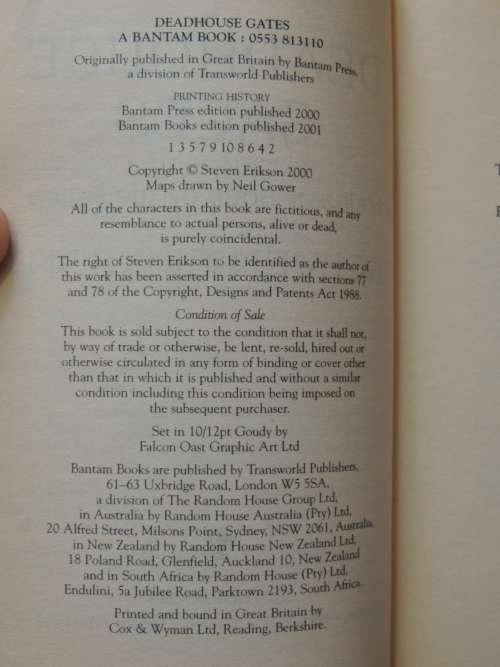 DEADHOUSE GATES
A BANTAM BOOK : 0553 813110
Originally published in Great Britain by Bantam Press,
a division of Transworld Publishers
PRINTING HISTORY
Bantam Press edition published 2000
Bantam Books edition published 2001
1 3 5 7 9 10 8 6 4 2
Copyright © Steven Erikson 2000
Maps drawn by Neil Gower
All of the characters in this book are fictitious, and any
resemblance to actual persons, alive or dead,
is purely coincidental.
The right of Steven Erikson to be identified as the author of
this work has been asserted in accordance with sections 77
and 78 of the Copyright, Designs and Patents Act 1988.
Condition of Sale
This book is sold subject to the condition that it shall not,
by way of trade or otherwise, be lent, re-sold, hired out or
otherwise circulated in any form of binding or cover other
than that in which it is published and without a similar
condition including this condition being imposed on
the subsequent purchaser.
Set in 10/12pt Goudy by
Falcon Oast Graphic Art Ltd
Bantam Books are published by Transworld Publishers,
61–63 Uxbridge Road, London W5 5SA,
a division of The Random House Group Ltd,
in Australia by Random House Australia (Pty) Ltd,
20 Alfred Street, Milsons Point, Sydney, NSW 2061, Australia,
in New Zealand by Random House New Zealand Ltd,
18 Poland Road, Glenfield, Auckland 10, New Zealand
and in South Africa by Random House (Pty) Ltd,
Endulini, 5a Jubilee Road, Parktown 2193, South Africa.
Printed and bound in Great Britain by
Cox & Wyman Ltd, Reading, Berkshire.